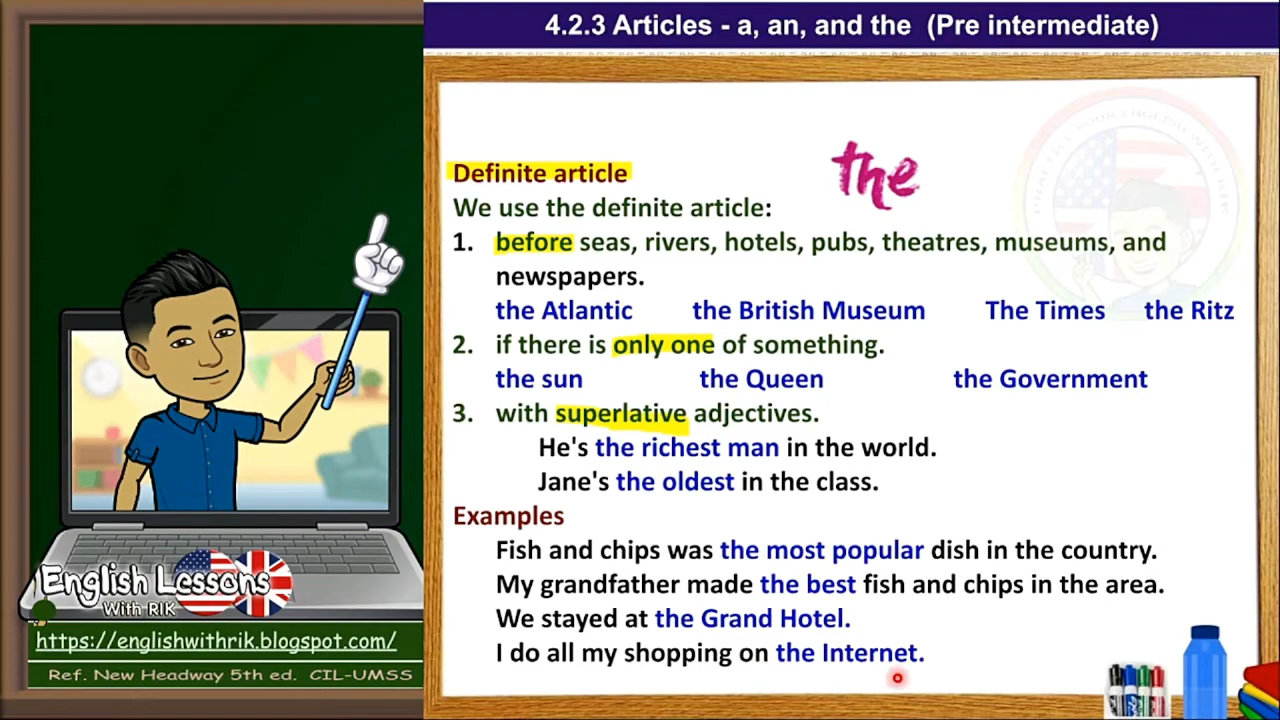 4.2.3 Articles - a, an, and the (Pre intermediate)
the
Definite article
We use the definite article:
1. before seas, rivers, hotels, pubs, theatres, museums, and
newspapers.
the Atlantic the British Museum The Times the Ritz
2. if there is only one of something.
the sun the Queen the Government
3. with superlative adjectives.
He's the richest man in the world.
Jane's the oldest in the class.
Examples
Fish and chips was the most popular dish in the country.
My grandfather made the best fish and chips in the area.
We stayed at the Grand Hotel.
I do all my shopping on the Internet.
English Lessons
With RIK
https://englishwithrik.blogspot.com/
Ref. New Headway 5th ed. CIL-UMSS